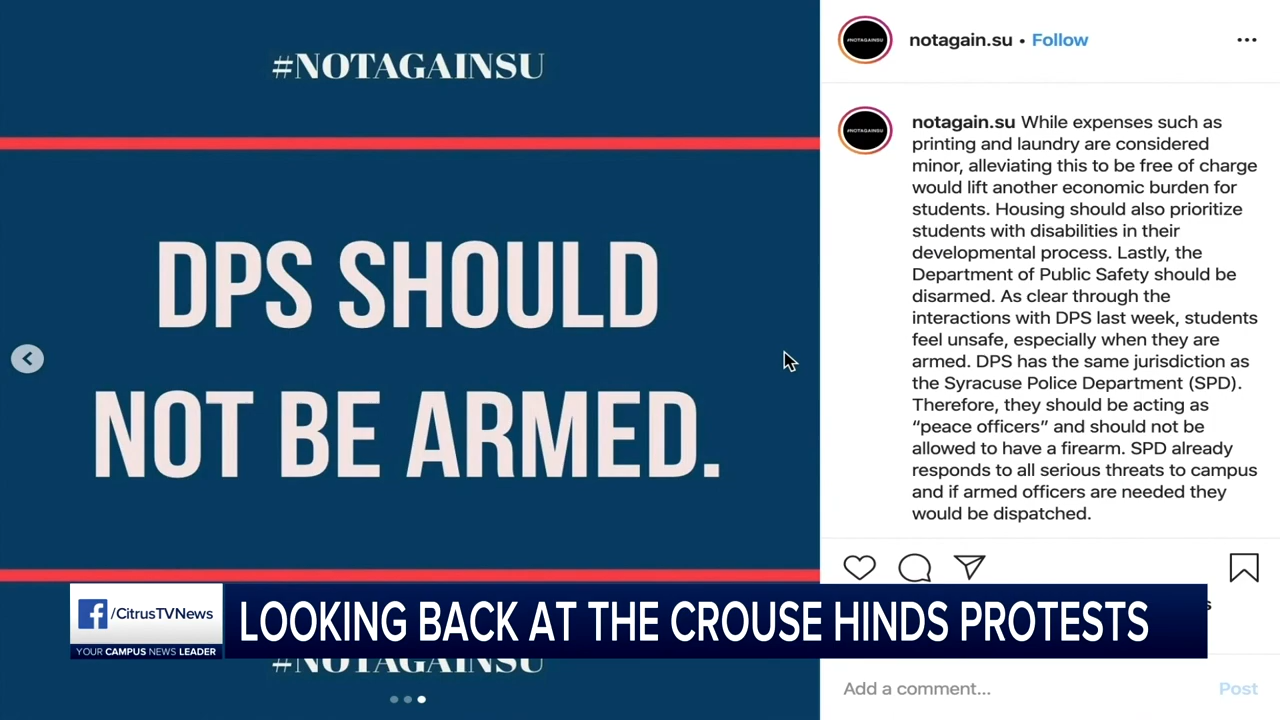 #NOTAGAINSU
DPS SHOULD
NOT BE ARMED.
#NOTAGAINSU
notagain.su • Follow
#NOTAGAINSU
#NOTAGAINSU
notagain.su While expenses such as
printing and laundry are considered
minor, alleviating this to be free of charge
would lift another economic burden for
students. Housing should also prioritize
students with disabilities in their
developmental process. Lastly, the
Department of Public Safety should be
disarmed. As clear through the
interactions with DPS last week, students
feel unsafe, especially when they are
armed. DPS has the same jurisdiction as
the Syracuse Police Department (SPD).
Therefore, they should be acting as
“peace officers” and should not be
allowed to have a firearm. SPD already
responds to all serious threats to campus
and if armed officers are needed they
would be dispatched.
Add a comment...
Post
/CitrusTVNews
YOUR CAMPUS NEWS LEADER
LOOKING BACK AT THE CROUSE HINDS PROTESTS